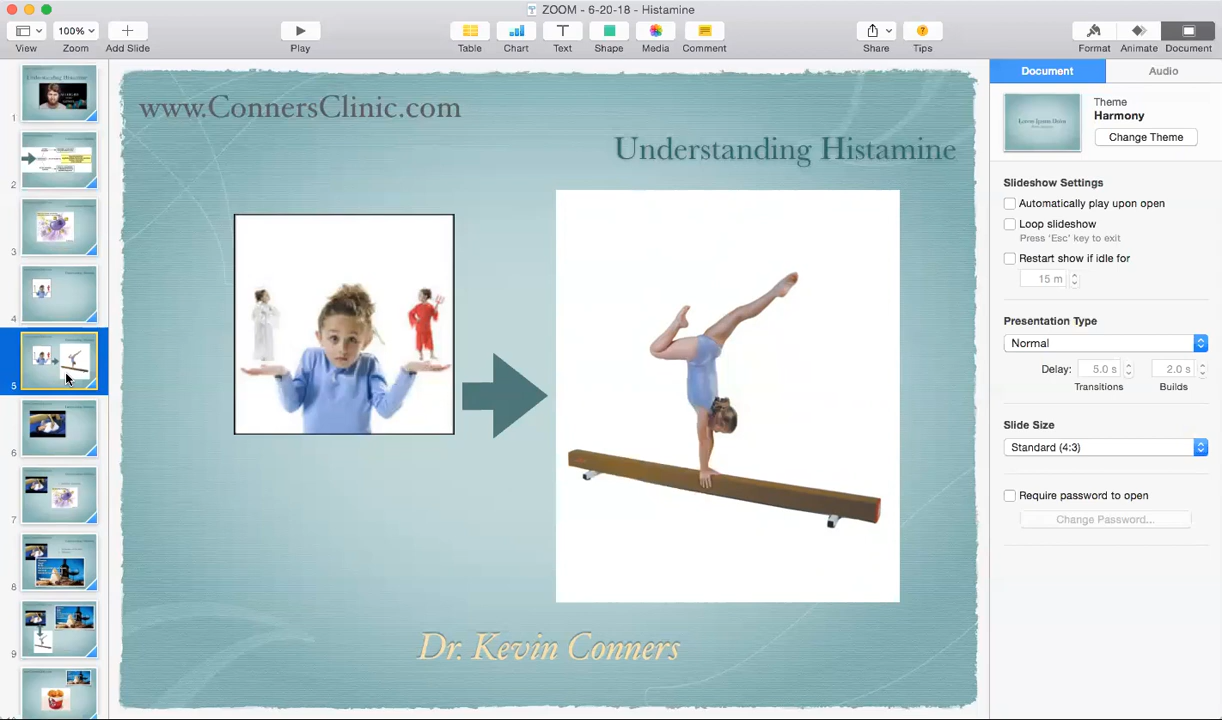 ZOOM - 6-20-18 - Histamine
100%
View
Zoom
Add Slide
Play
Table
Chart
Text
Shape
Media
Comment
Share
Tips
Format
Animate
Document
1
2
3
4
5
6
7
8
9
www.ConnersClinic.com
Understanding Histamine
Dr. Kevin Conners
Document
Audio
Theme
Harmony
Change Theme
Slideshow Settings
Automatically play upon open
Loop slideshow
Press 'Esc' key to exit
Restart show if idle for
15 m
Presentation Type
Normal
Delay:
5.0 s
2.0 s
Transitions
Builds
Slide Size
Standard (4:3)
Require password to open
Change Password...